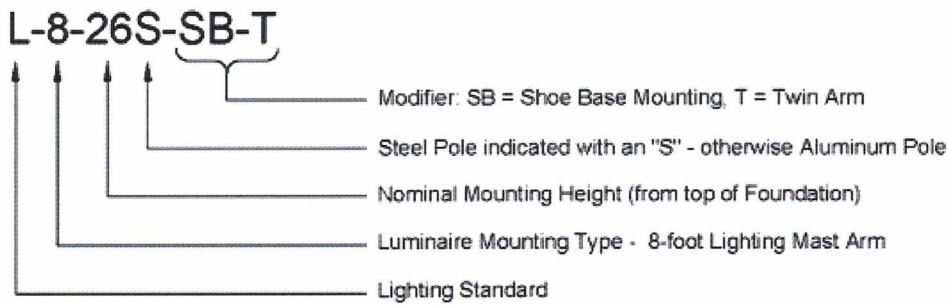 L-8-26S-SB-T
Modifier: SB = Shoe Base Mounting, T = Twin Arm
Steel Pole indicated with an "S" - otherwise Aluminum Pole
Nominal Mounting Height (from top of Foundation)
Luminaire Mounting Type - 8-foot Lighting Mast Arm
Lighting Standard